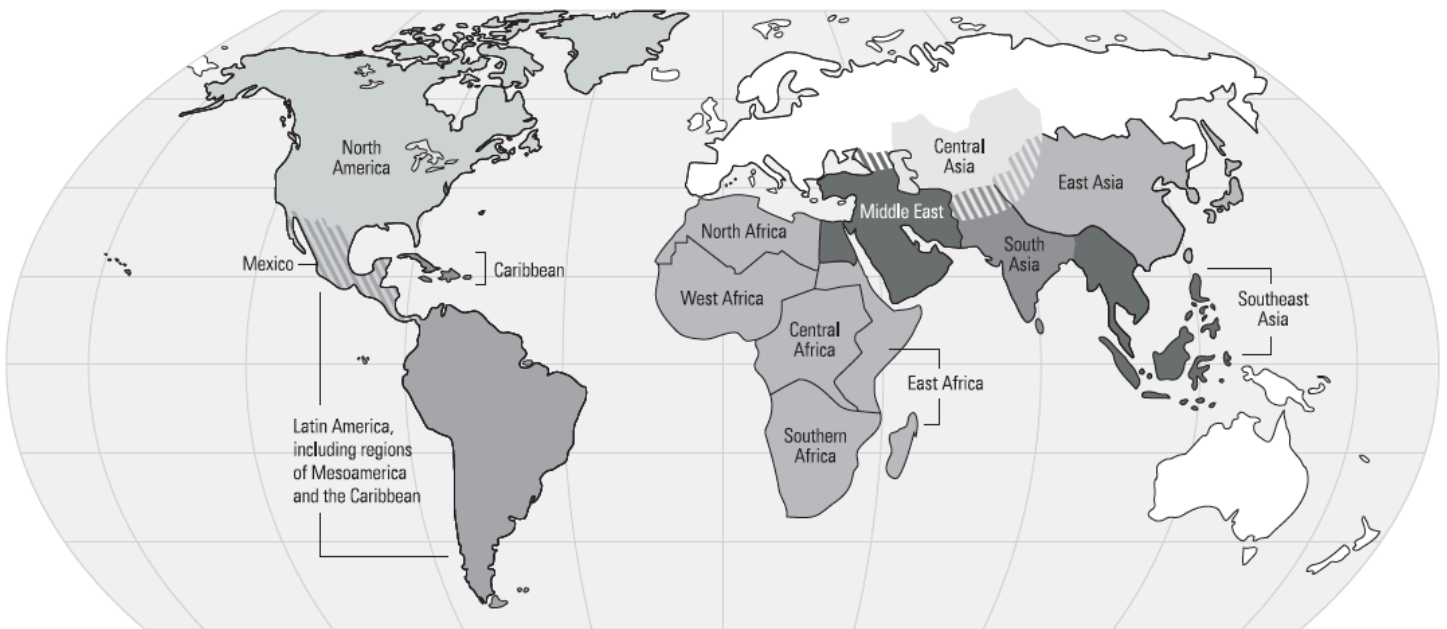 North
America
Mexico
Caribbean
Latin America,
including regions
of Mesoamerica
and the Caribbean
North Africa
West Africa
Central
Africa
East Africa
Southern
Africa
Middle East
Central
Asia
East Asia
South
Asia
Southeast
Asia